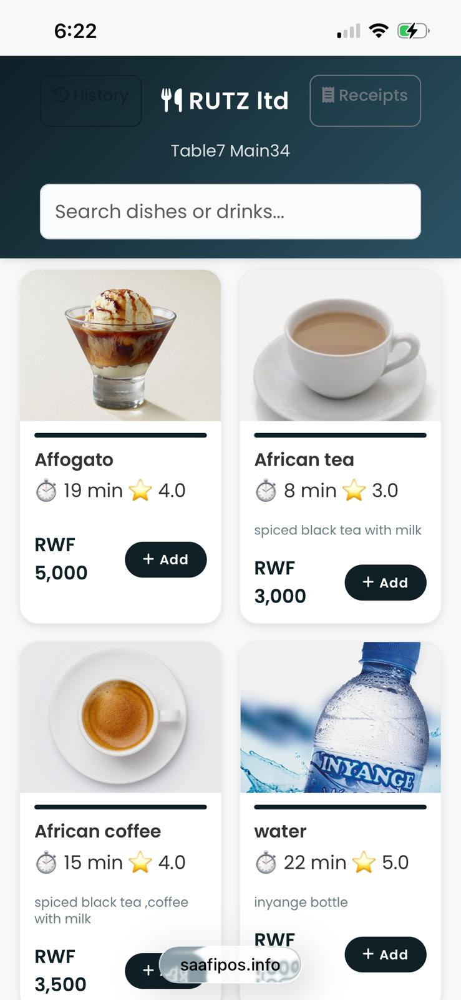 6:22
History
RUTZ ltd
Receipts
Table7 Main34
Search dishes or drinks...
Affogato
19 min 4.0
RWF
5,000
+ Add
African tea
8 min 3.0
spiced black tea with milk
RWF
3,000
+ Add
African coffee
15 min 4.0
spiced black tea ,coffee
with milk
RWF
3,500
+
INYANGE
water
22 min 5.0
inyange bottle
RWF
+ Add
saafipos.info